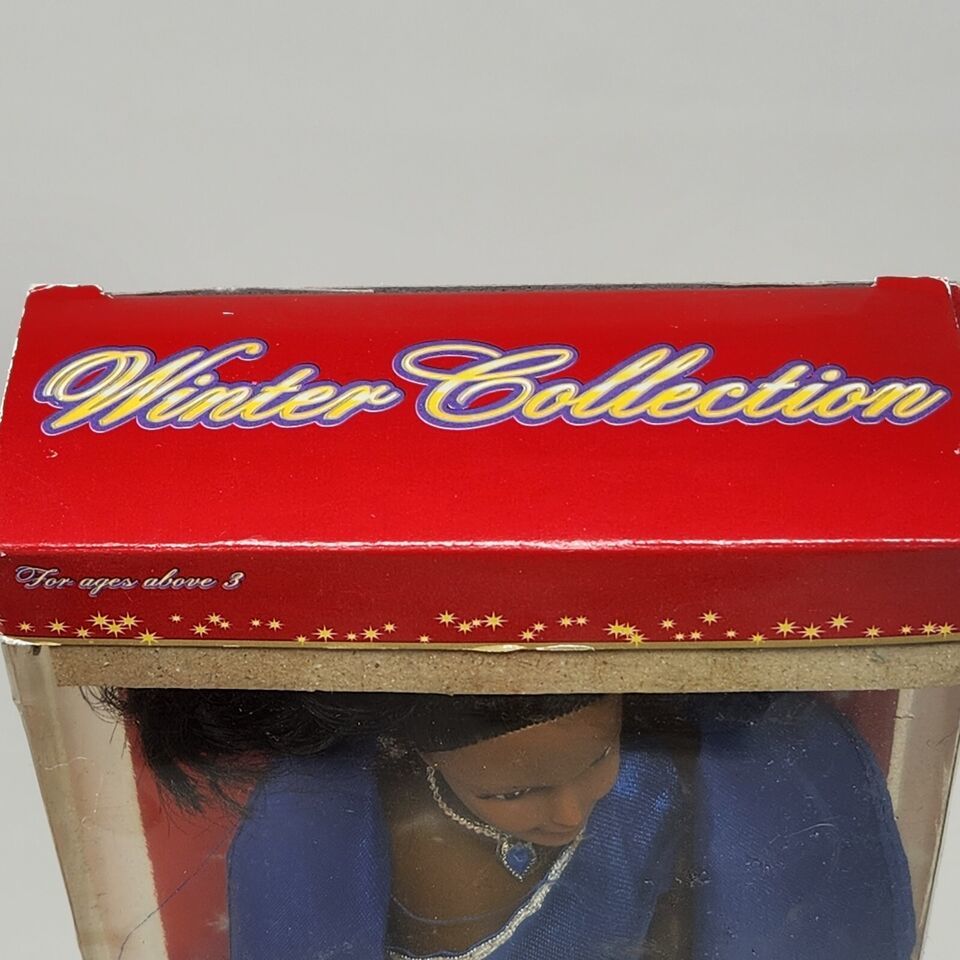 Winter Collection
For ages above 3